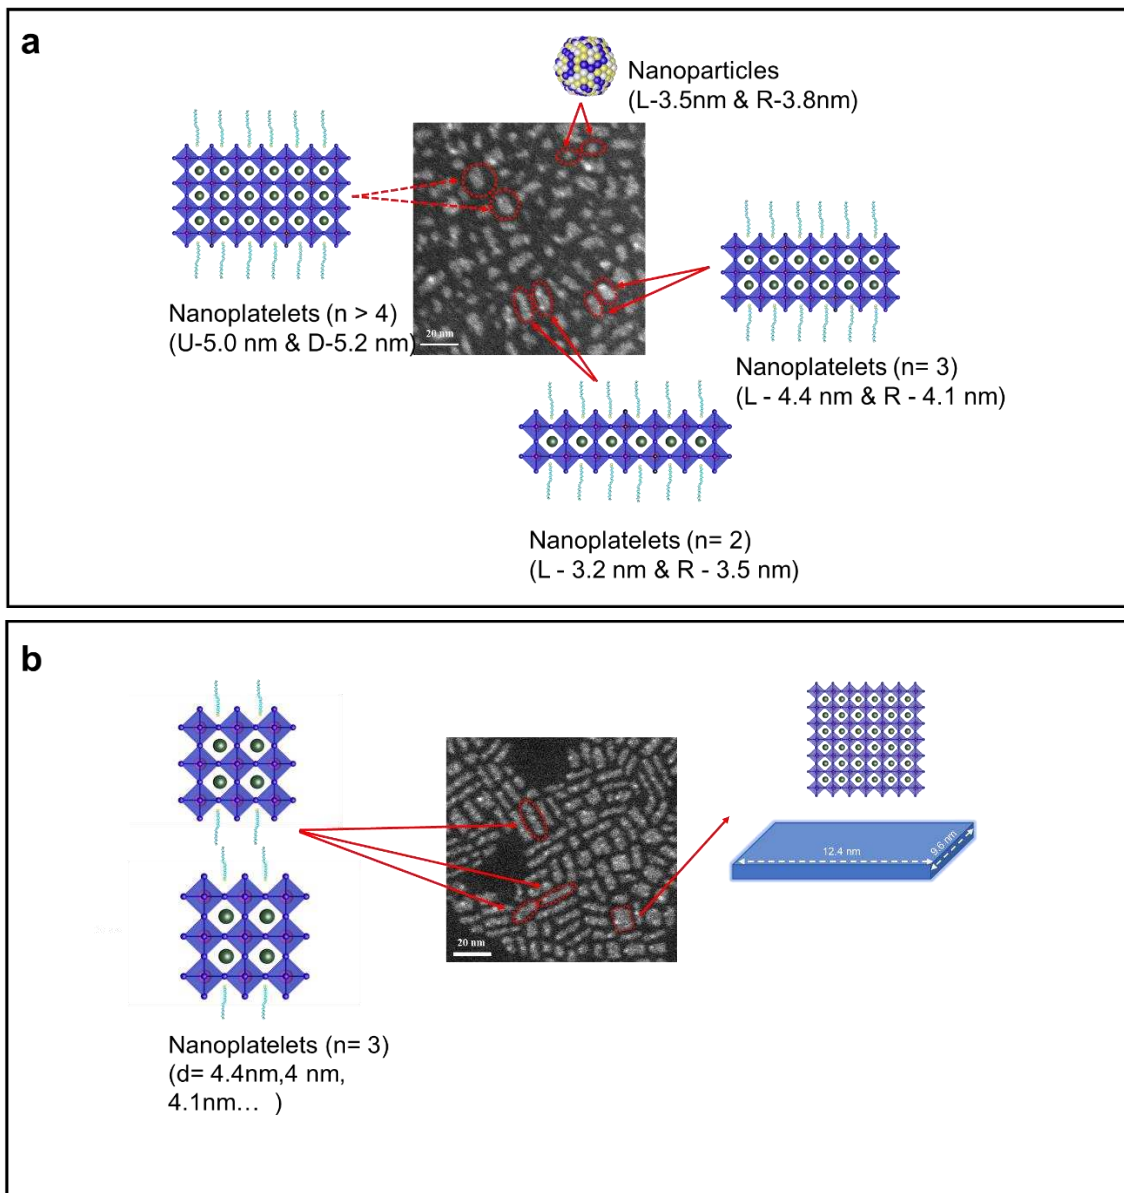 a
Nanoparticles
(L-3.5nm & R-3.8nm)
Nanoplatelets (n > 4)
(U-5.0 nm & D-5.2 nm)
20 nm
Nanoplatelets (n= 3)
(L - 4.4 nm & R - 4.1 nm)
Nanoplatelets (n= 2)
(L - 3.2 nm & R - 3.5 nm)
b
20 nm
12.4 nm
9.6 nm
Nanoplatelets (n= 3)
(d= 4.4nm,4 nm,
4.1nm… )